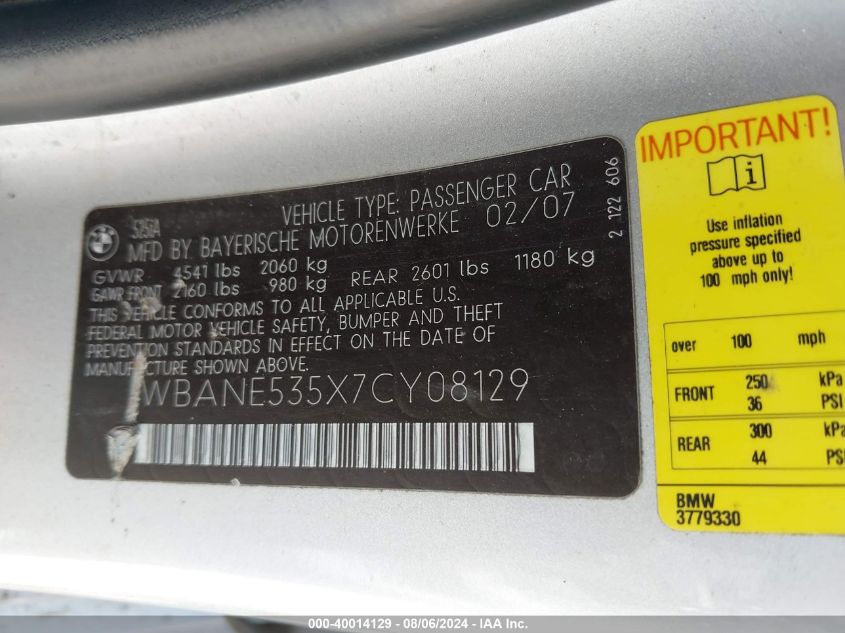 BMW
525iA
VEHICLE TYPE: PASSENGER CAR
MFD BY BAYERISCHE MOTORENWERKE 02/07
GVWR 4541 lbs 2060 kg
GAWR FRONT 2160 lbs 980 kg REAR 2601 lbs 1180 kg
THIS VEHICLE CONFORMS TO ALL APPLICABLE U.S.
FEDERAL MOTOR VEHICLE SAFETY, BUMPER AND THEFT
PREVENTION STANDARDS IN EFFECT ON THE DATE OF
MANUFACTURE SHOWN ABOVE.
WBANE535X7CY08129
2 122 606
IMPORTANT!
i
Use inflation
pressure specified
above up to
100 mph only!
over 100 mph
FRONT 250 kPa
36 PSI
REAR 300 kPa
44 PSI
BMW
3779330
000-40014129 - 08/06/2024 - IAA Inc.